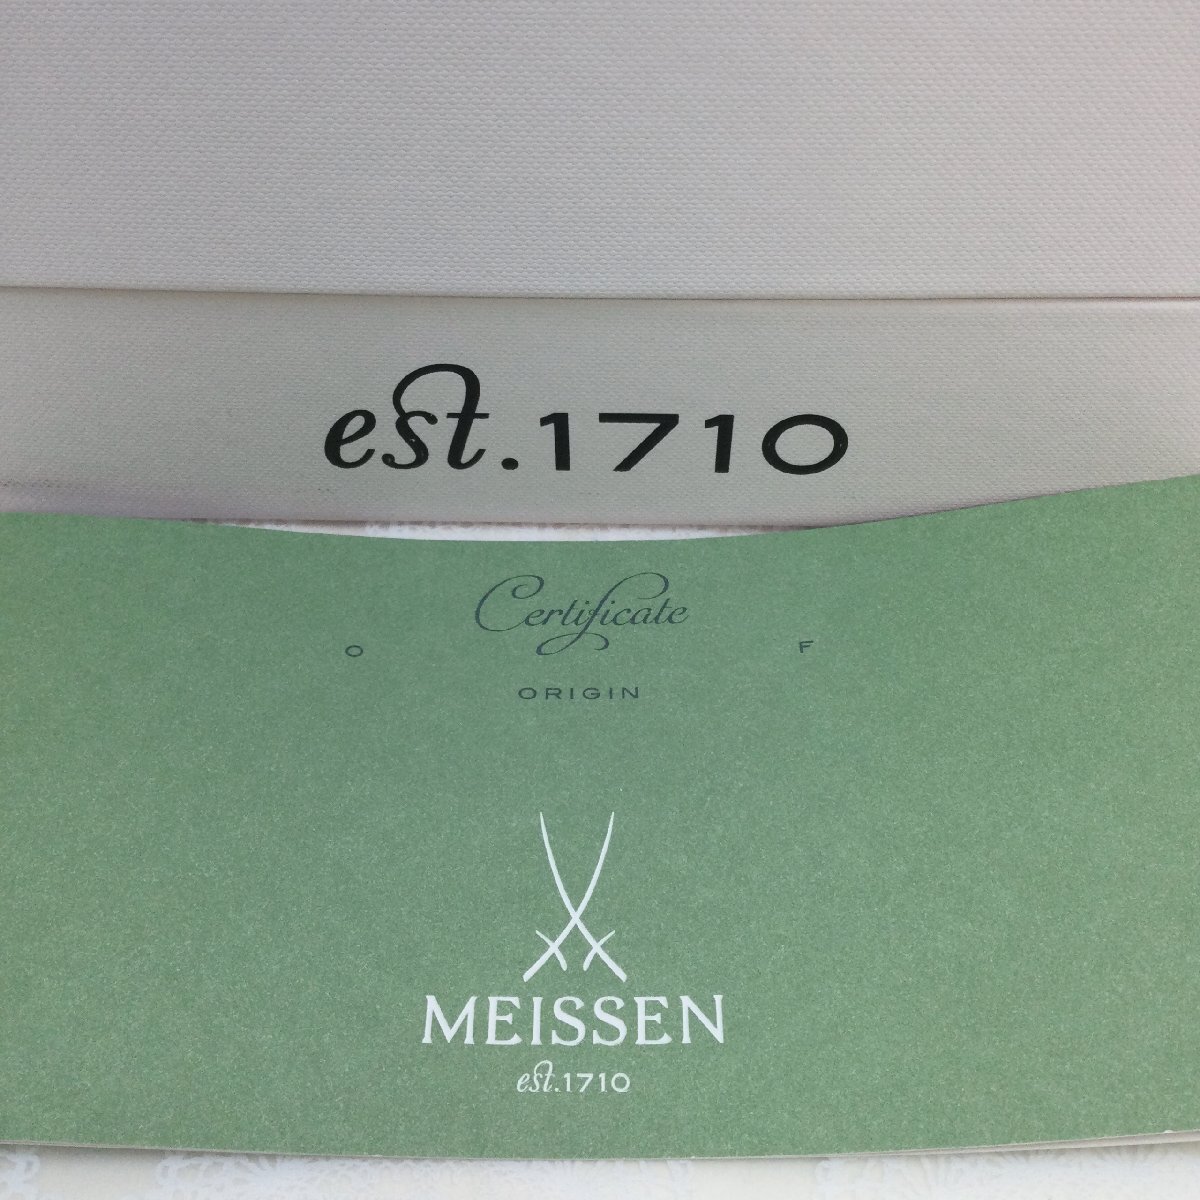 est.1710
Certificate
O F
ORIGIN
MEISSEN
est.1710